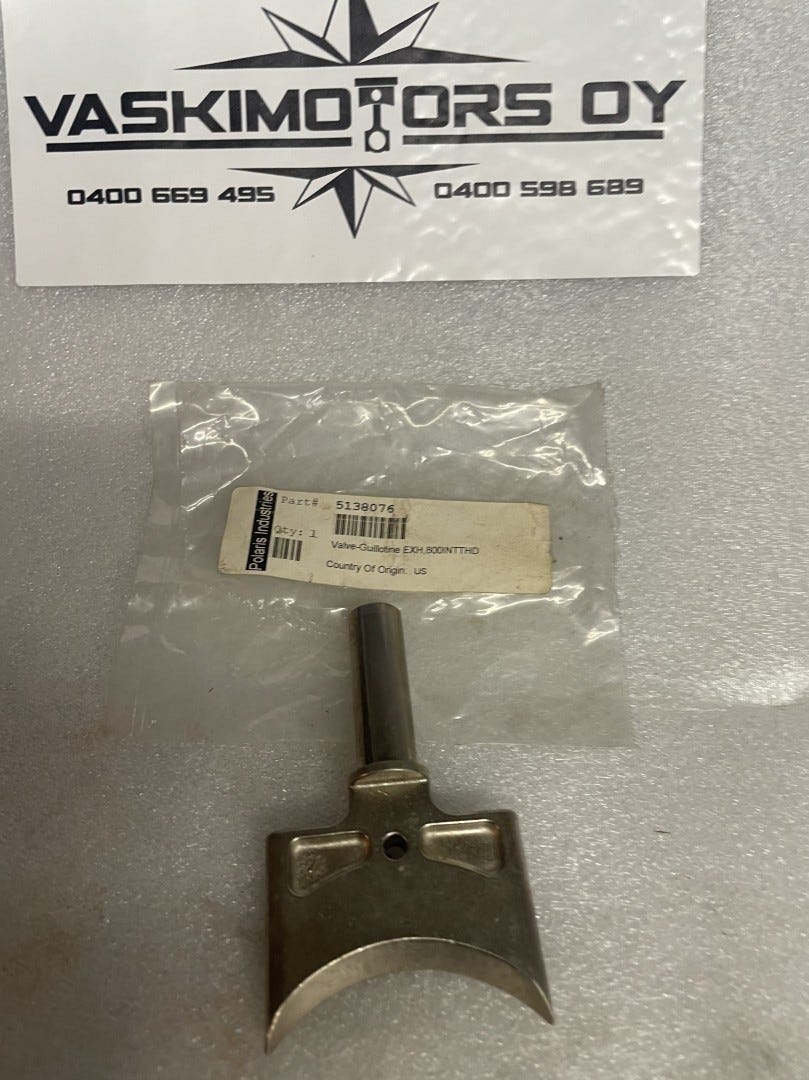 VASKIMOTORS OY
0400 669 495 0400 598 689
Polaris Industries
Part# 5138076
Qty: 1
Valve-Guillotine EXH,800INTTHD
Country Of Origin: US